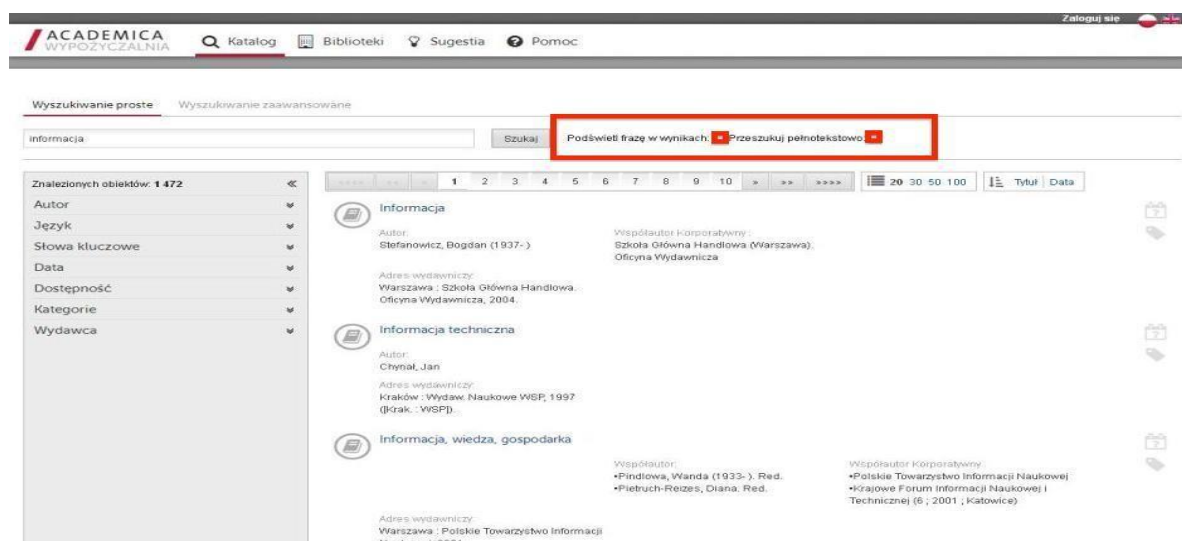 Zaloguj się
ACADEMICA
WYPOŻYCZALNIA
Katalog Biblioteki Sugestia Pomoc
Wyszukiwanie proste Wyszukiwanie zaawansowane
informacja Szukaj Podświetl frazę w wynikach: Przeszukuj pełnotekstowo:
Znalezionych obiektów: 1 472
Autor
Język
Słowa kluczowe
Data
Dostępność
Kategorie
Wydawca
1 2 3 4 5 6 7 8 9 10 » »» »»»» 20 30 50 100 Tytuł Data
Informacja
Autor:
Stefanowicz, Bogdan (1937- )
Współautor Korporatywny:
Szkoła Główna Handlowa (Warszawa).
Oficyna Wydawnicza
Adres wydawniczy:
Warszawa : Szkoła Główna Handlowa.
Oficyna Wydawnicza, 2004.
Informacja techniczna
Autor:
Chynał, Jan
Adres wydawniczy:
Kraków : Wydaw. Naukowe WSP, 1997
([Krak. : WSP]).
Informacja, wiedza, gospodarka
Współautor:
•Pindlowa, Wanda (1933- ). Red.
•Pietruch-Reizes, Diana. Red.
Współautor Korporatywny:
•Polskie Towarzystwo Informacji Naukowej
•Krajowe Forum Informacji Naukowej i
Technicznej (6 ; 2001 ; Katowice)
Adres wydawniczy:
Warszawa : Polskie Towarzystwo Informacji